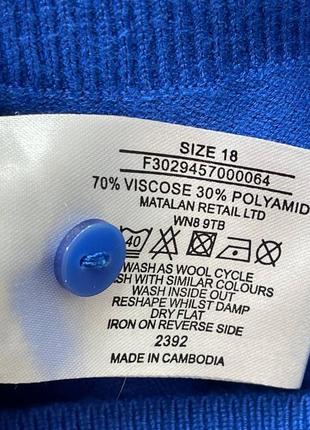 SIZE 18
F3029457000064
70% VISCOSE 30% POLYAMID
MATALAN RETAIL LTD
WN8 9TB
40
WASH AS WOOL CYCLE
WITH SIMILAR COLOURS
WASH INSIDE OUT
RESHAPE WHILST DAMP
DRY FLAT
IRON ON REVERSE SIDE
2392
MADE IN CAMBODIA